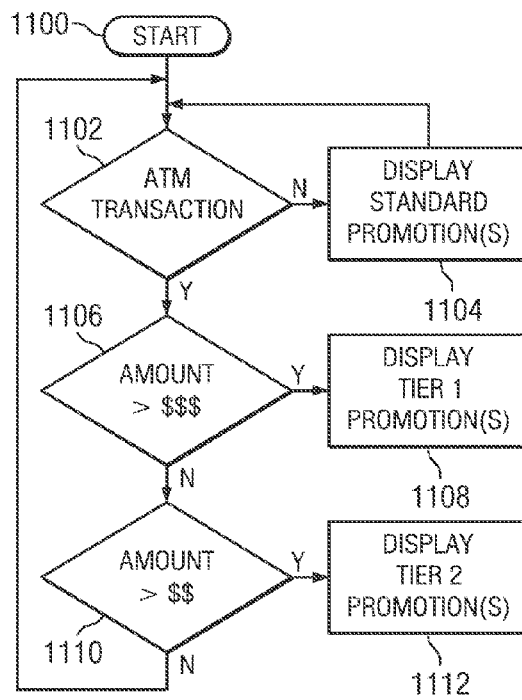 1100
START
1102
ATM
TRANSACTION
N
DISPLAY
STANDARD
PROMOTION(S)
1104
Y
1106
AMOUNT
> $$$
Y
DISPLAY
TIER 1
PROMOTION(S)
1108
N
AMOUNT
> $$
Y
DISPLAY
TIER 2
PROMOTION(S)
1110
N
1112